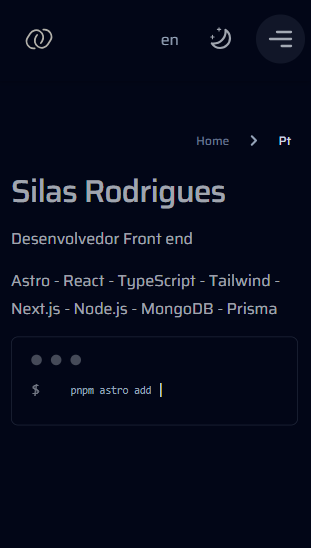 en
Home > Pt
Silas Rodrigues
Desenvolvedor Front end
Astro - React - TypeScript - Tailwind -
Next.js - Node.js - MongoDB - Prisma
$ pnpm astro add